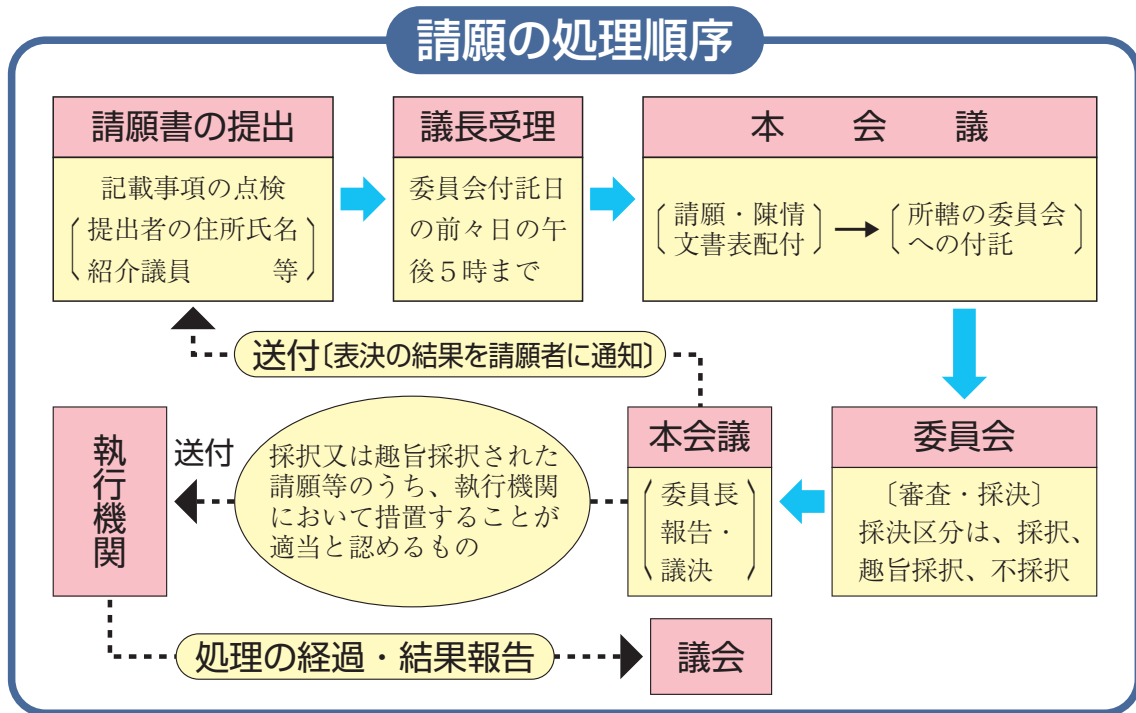 請願の処理順序
請願書の提出
記載事項の点検
提出者の住所氏名
紹介議員 等
議長受理
委員会付託日
の前々日の午
後５時まで
本会議
請願・陳情
文書表配付
所轄の委員会
への付託
委員会
〔審査・採決〕
採決区分は、採択、
趣旨採択、不採択
本会議
委員長
報告・
議決
送付〔表決の結果を請願者に通知〕
採択又は趣旨採択された
請願等のうち、執行機関
において措置することが
適当と認めるもの
送付
執行機関
処理の経過・結果報告
議会